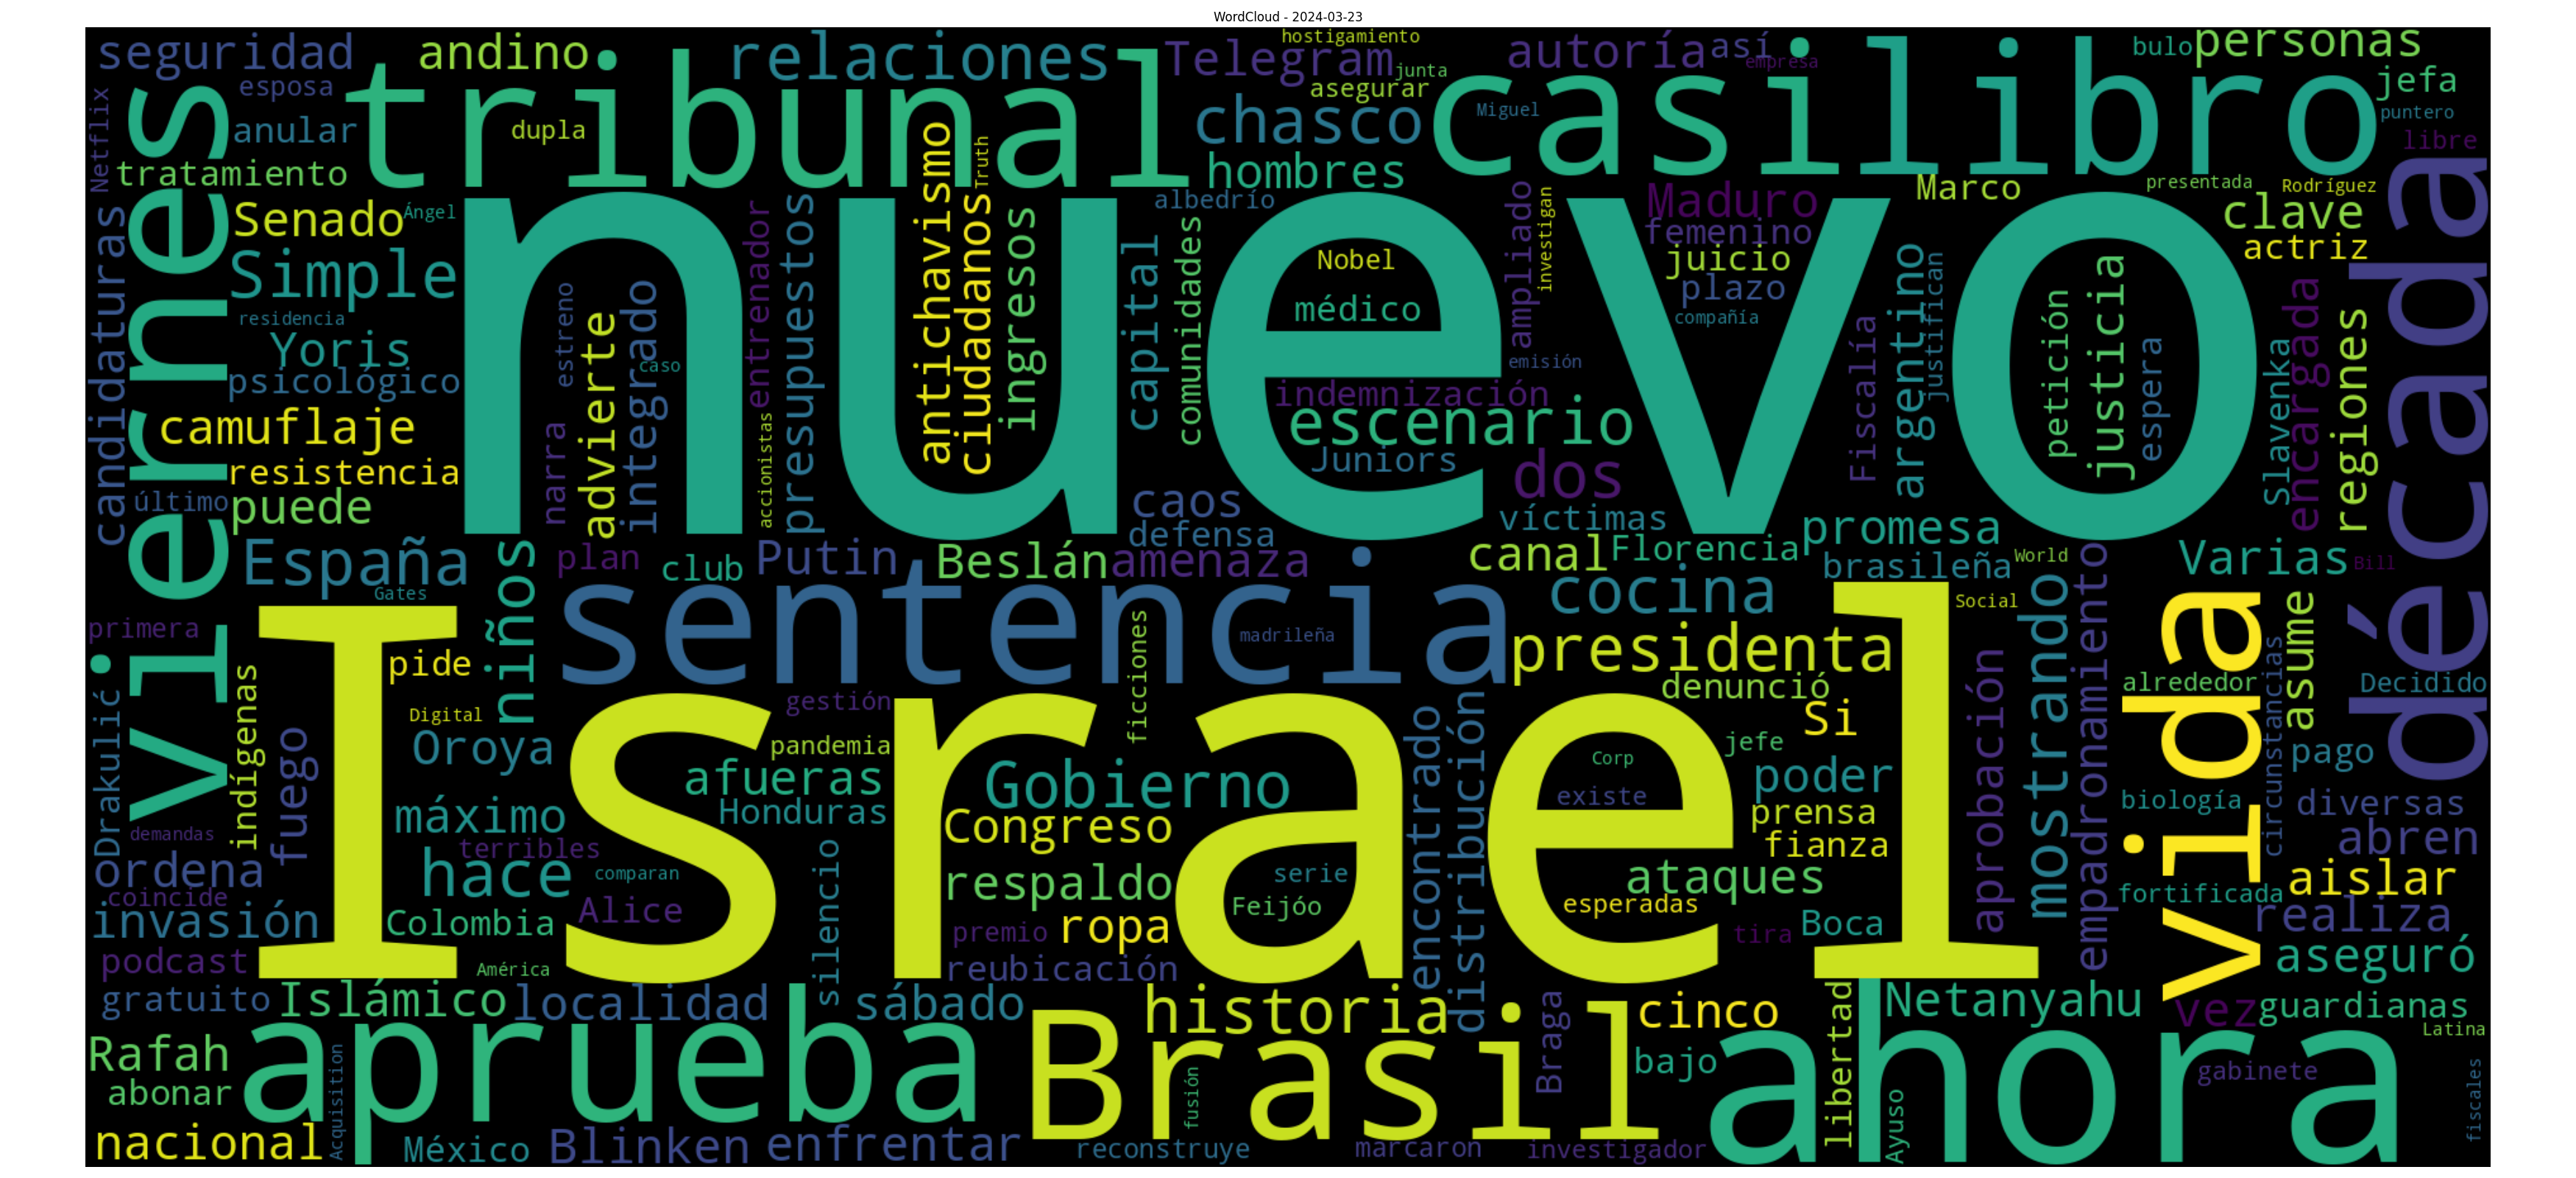 WordCloud - 2024-03-23
seguridad
andino
relaciones
hostigamiento
Telegram
junta
autoría
así
empresa
bulo
personas
Netflix
esposa
tribunal
asegurar
casilibro
jefa
anular
dupla
chasco
Miguel
puntero
libre
tratamiento
viernes
antichavismo
Truth
hombres
década
Senado
Ángel
albedrío
Maduro
Marco
presentada
Rodríguez
candidaturas
nuevo
entrenador
presupuestos
ciudadanos
ingresos
comunidades
ampliado
investigan
femenino
clave
Simple
capital
Nobel
juicio
argentino
justifican
actriz
residencia
estreno
advierte
integrado
médico
plazo
compañía
Fiscalía
petición
justicia
espera
Slavenka
encargada
regiones
Yoris
caso
emisión
psicológico
indemnización
camuflaje
narra
accionistas
escenario
resistencia
Juniors
dos
último
puede
caos
defensa
víctimas
promesa
España
niños
plan
club
Putin
Beslán
amenaza
canal
Florencia
brasileña
World
empadronamiento
Varias
Bill
Gates
sentencia
cocina
Social
mostrando
vida
asume
primera
madrileña
ficciones
presidenta
aprobación
circunstancias
pide
indígenas
Israel
denunció
alrededor
Decidido
Drakulić
gestión
Digital
encontrado
distribución
Si
fuego
Oroya
pandemia
jefe
pago
afueras
Gobierno
Corp
poder
máximo
Honduras
existe
prensa
biología
diversas
demandas
Congreso
fianza
abren
terribles
ordena
hace
comparan
silencio
respaldo
serie
ataques
aislar
coincide
fortificada
invasión
Colombia
Alice
Feijóo
esperadas
Boca
realiza
premio
ropa
tira
podcast
América
reubicación
aseguró
gratuito
Islámico
localidad
sábado
historia
Braga
cinco
libertad
Netanyahu
vez
guardianas
Latina
Rafah
aprueba
Brasil
ahora
bajo
abonar
Acquisition
fusión
gabinete
fiscales
nacional
México
Blinken
enfrentar
reconstruye
marcaron
investigador
Ayuso